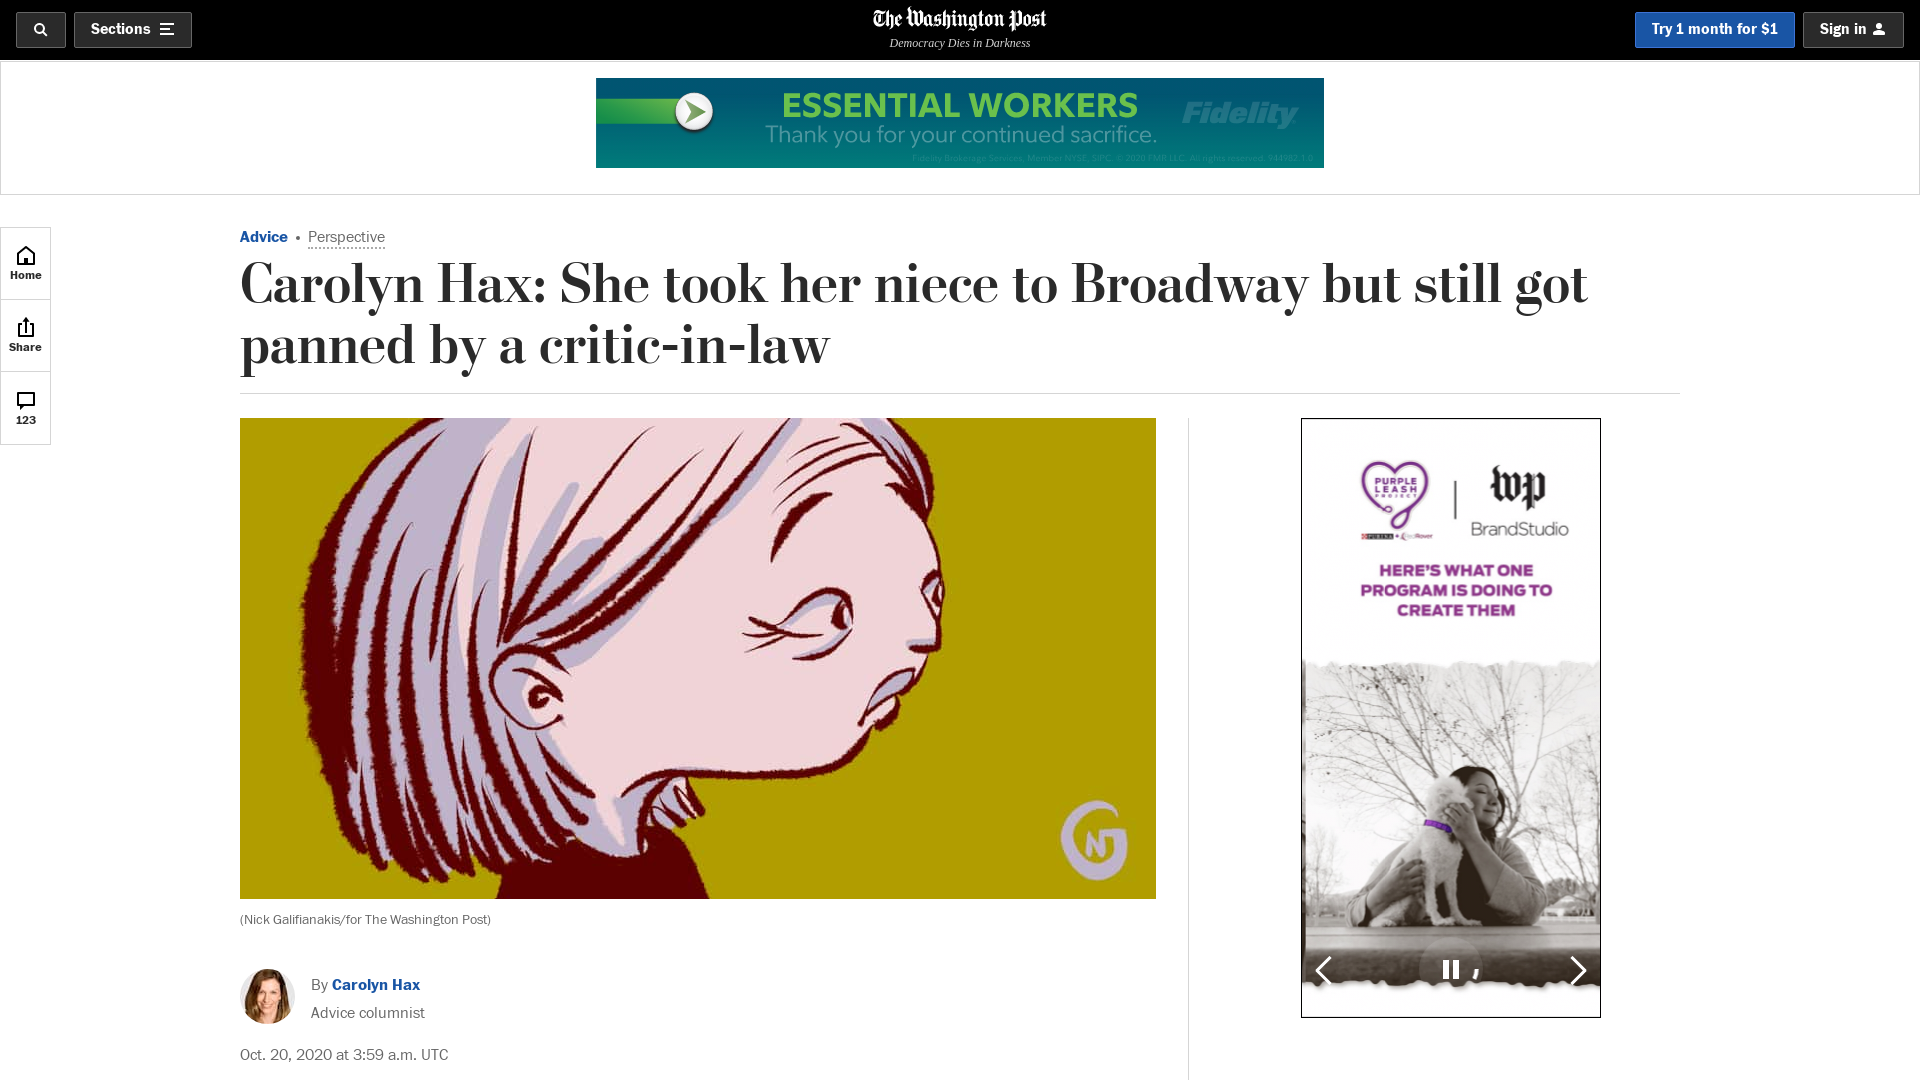 Sections
The Washington Post
Democracy Dies in Darkness
Try 1 month for $1
Sign in
ESSENTIAL WORKERS
Thank you for your continued sacrifice.
Fidelity
Fidelity Brokerage Services, Member NYSE, SIPC. © 2020 FMR LLC. All rights reserved. 944982.1.0
Home
Share
123
Advice • Perspective
Carolyn Hax: She took her niece to Broadway but still got
panned by a critic-in-law
(Nick Galifianakis/for The Washington Post)
By Carolyn Hax
Advice columnist
Oct. 20, 2020 at 3:59 a.m. UTC
PURPLE
LEASH
PROJECT
PURINA
wp
BrandStudio
HERE'S WHAT ONE
PROGRAM IS DOING TO
CREATE THEM